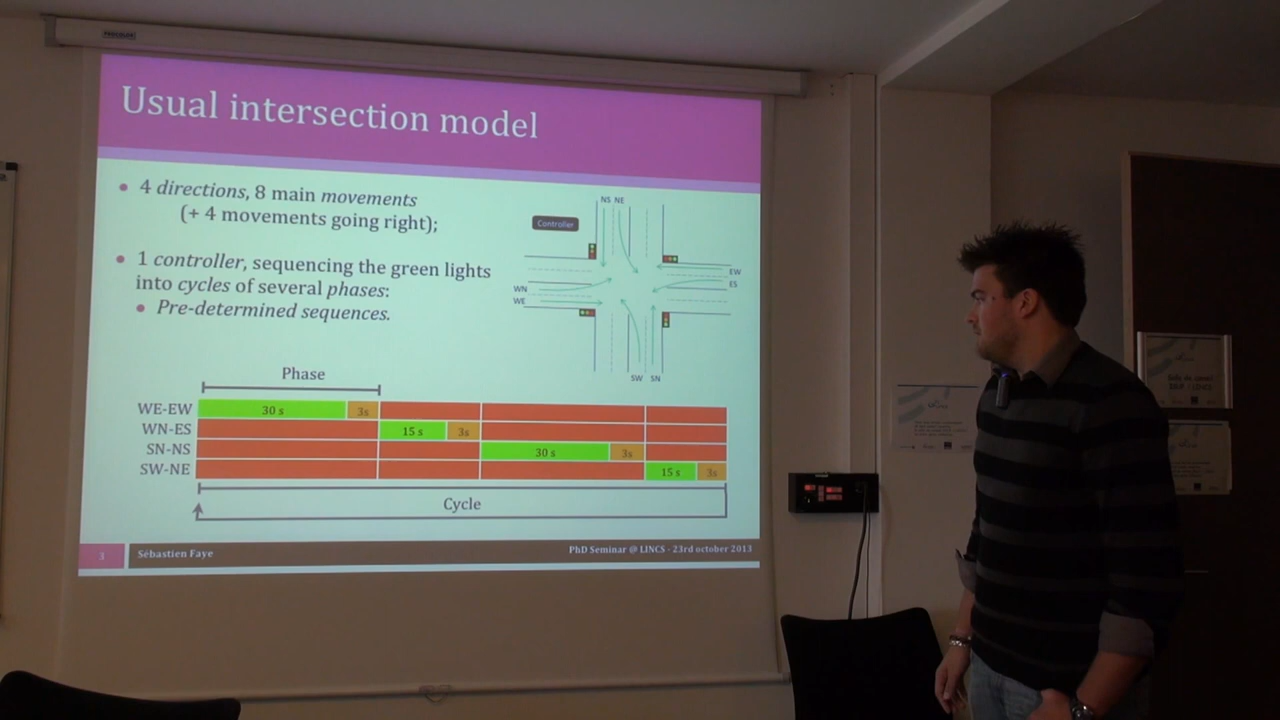 Usual intersection model
• 4 directions, 8 main movements
(+ 4 movements going right);
• 1 controller, sequencing the green lights
into cycles of several phases:
• Pre-determined sequences.
Controller
NS NE
EW
ES
WN
WE
SW SN
Phase
WE-EW 30 s 3s
WN-ES 15 s 3s
SN-NS 30 s 3s
SW-NE 15 s 3s
Cycle
3 Sébastien Faye PhD Seminar @ LINCS - 23rd october 2013